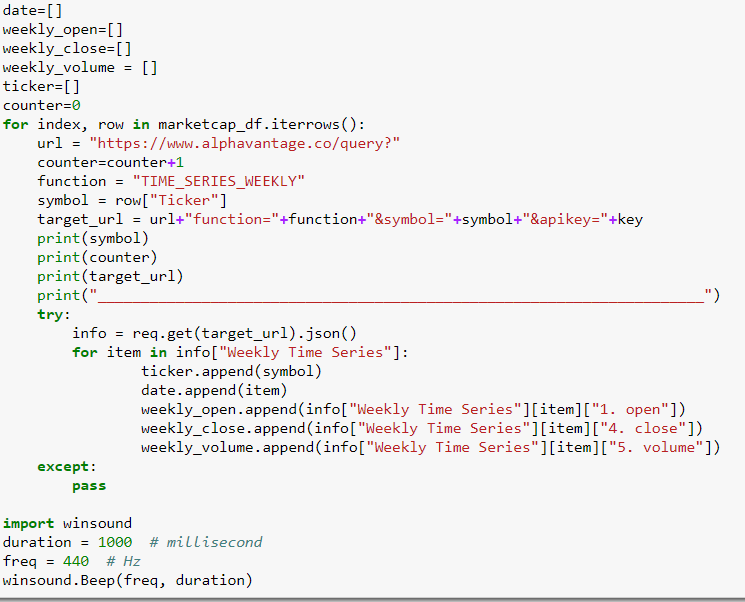 date=[]
weekly_open=[]
weekly_close=[]
weekly_volume = []
ticker=[]
counter=0
for index, row in marketcap_df.iterrows():
    url = "https://www.alphavantage.co/query?"
    counter=counter+1
    function = "TIME_SERIES_WEEKLY"
    symbol = row["Ticker"]
    target_url = url+"function="+function+"&symbol="+symbol+"&apikey="+key
    print(symbol)
    print(counter)
    print(target_url)
    print("______________________________________________________________________")
    try:
        info = req.get(target_url).json()
        for item in info["Weekly Time Series"]:
                ticker.append(symbol)
                date.append(item)
                weekly_open.append(info["Weekly Time Series"][item]["1. open"])
                weekly_close.append(info["Weekly Time Series"][item]["4. close"])
                weekly_volume.append(info["Weekly Time Series"][item]["5. volume"])
    except:
        pass
import winsound
duration = 1000  # millisecond
freq = 440  # Hz
winsound.Beep(freq, duration)